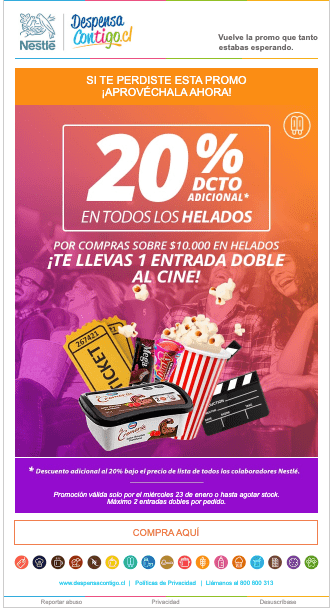 Nestlé
Despensa
Contigo.cl
Vuelve la promo que tanto
estabas esperando.
SI TE PERDISTE ESTA PROMO
¡APROVÉCHALA AHORA!
20%
DCTO
ADICIONAL*
EN TODOS LOS HELADOS
POR COMPRAS SOBRE $10.000 EN HELADOS
¡TE LLEVAS 1 ENTRADA DOBLE
AL CINE!
267421
TICKET
Mega
* Descuento adicional al 20% bajo el precio de lista de todos los colaboradores Nestlé.
Promoción válida solo por el miércoles 23 de enero o hasta agotar stock.
Máximo 2 entradas dobles por pedido.
COMPRA AQUÍ
www.despensacontigo.cl | Políticas de Privacidad | Llámanos al 800 800 313
Reportar abuso Privacidad Desuscríbase